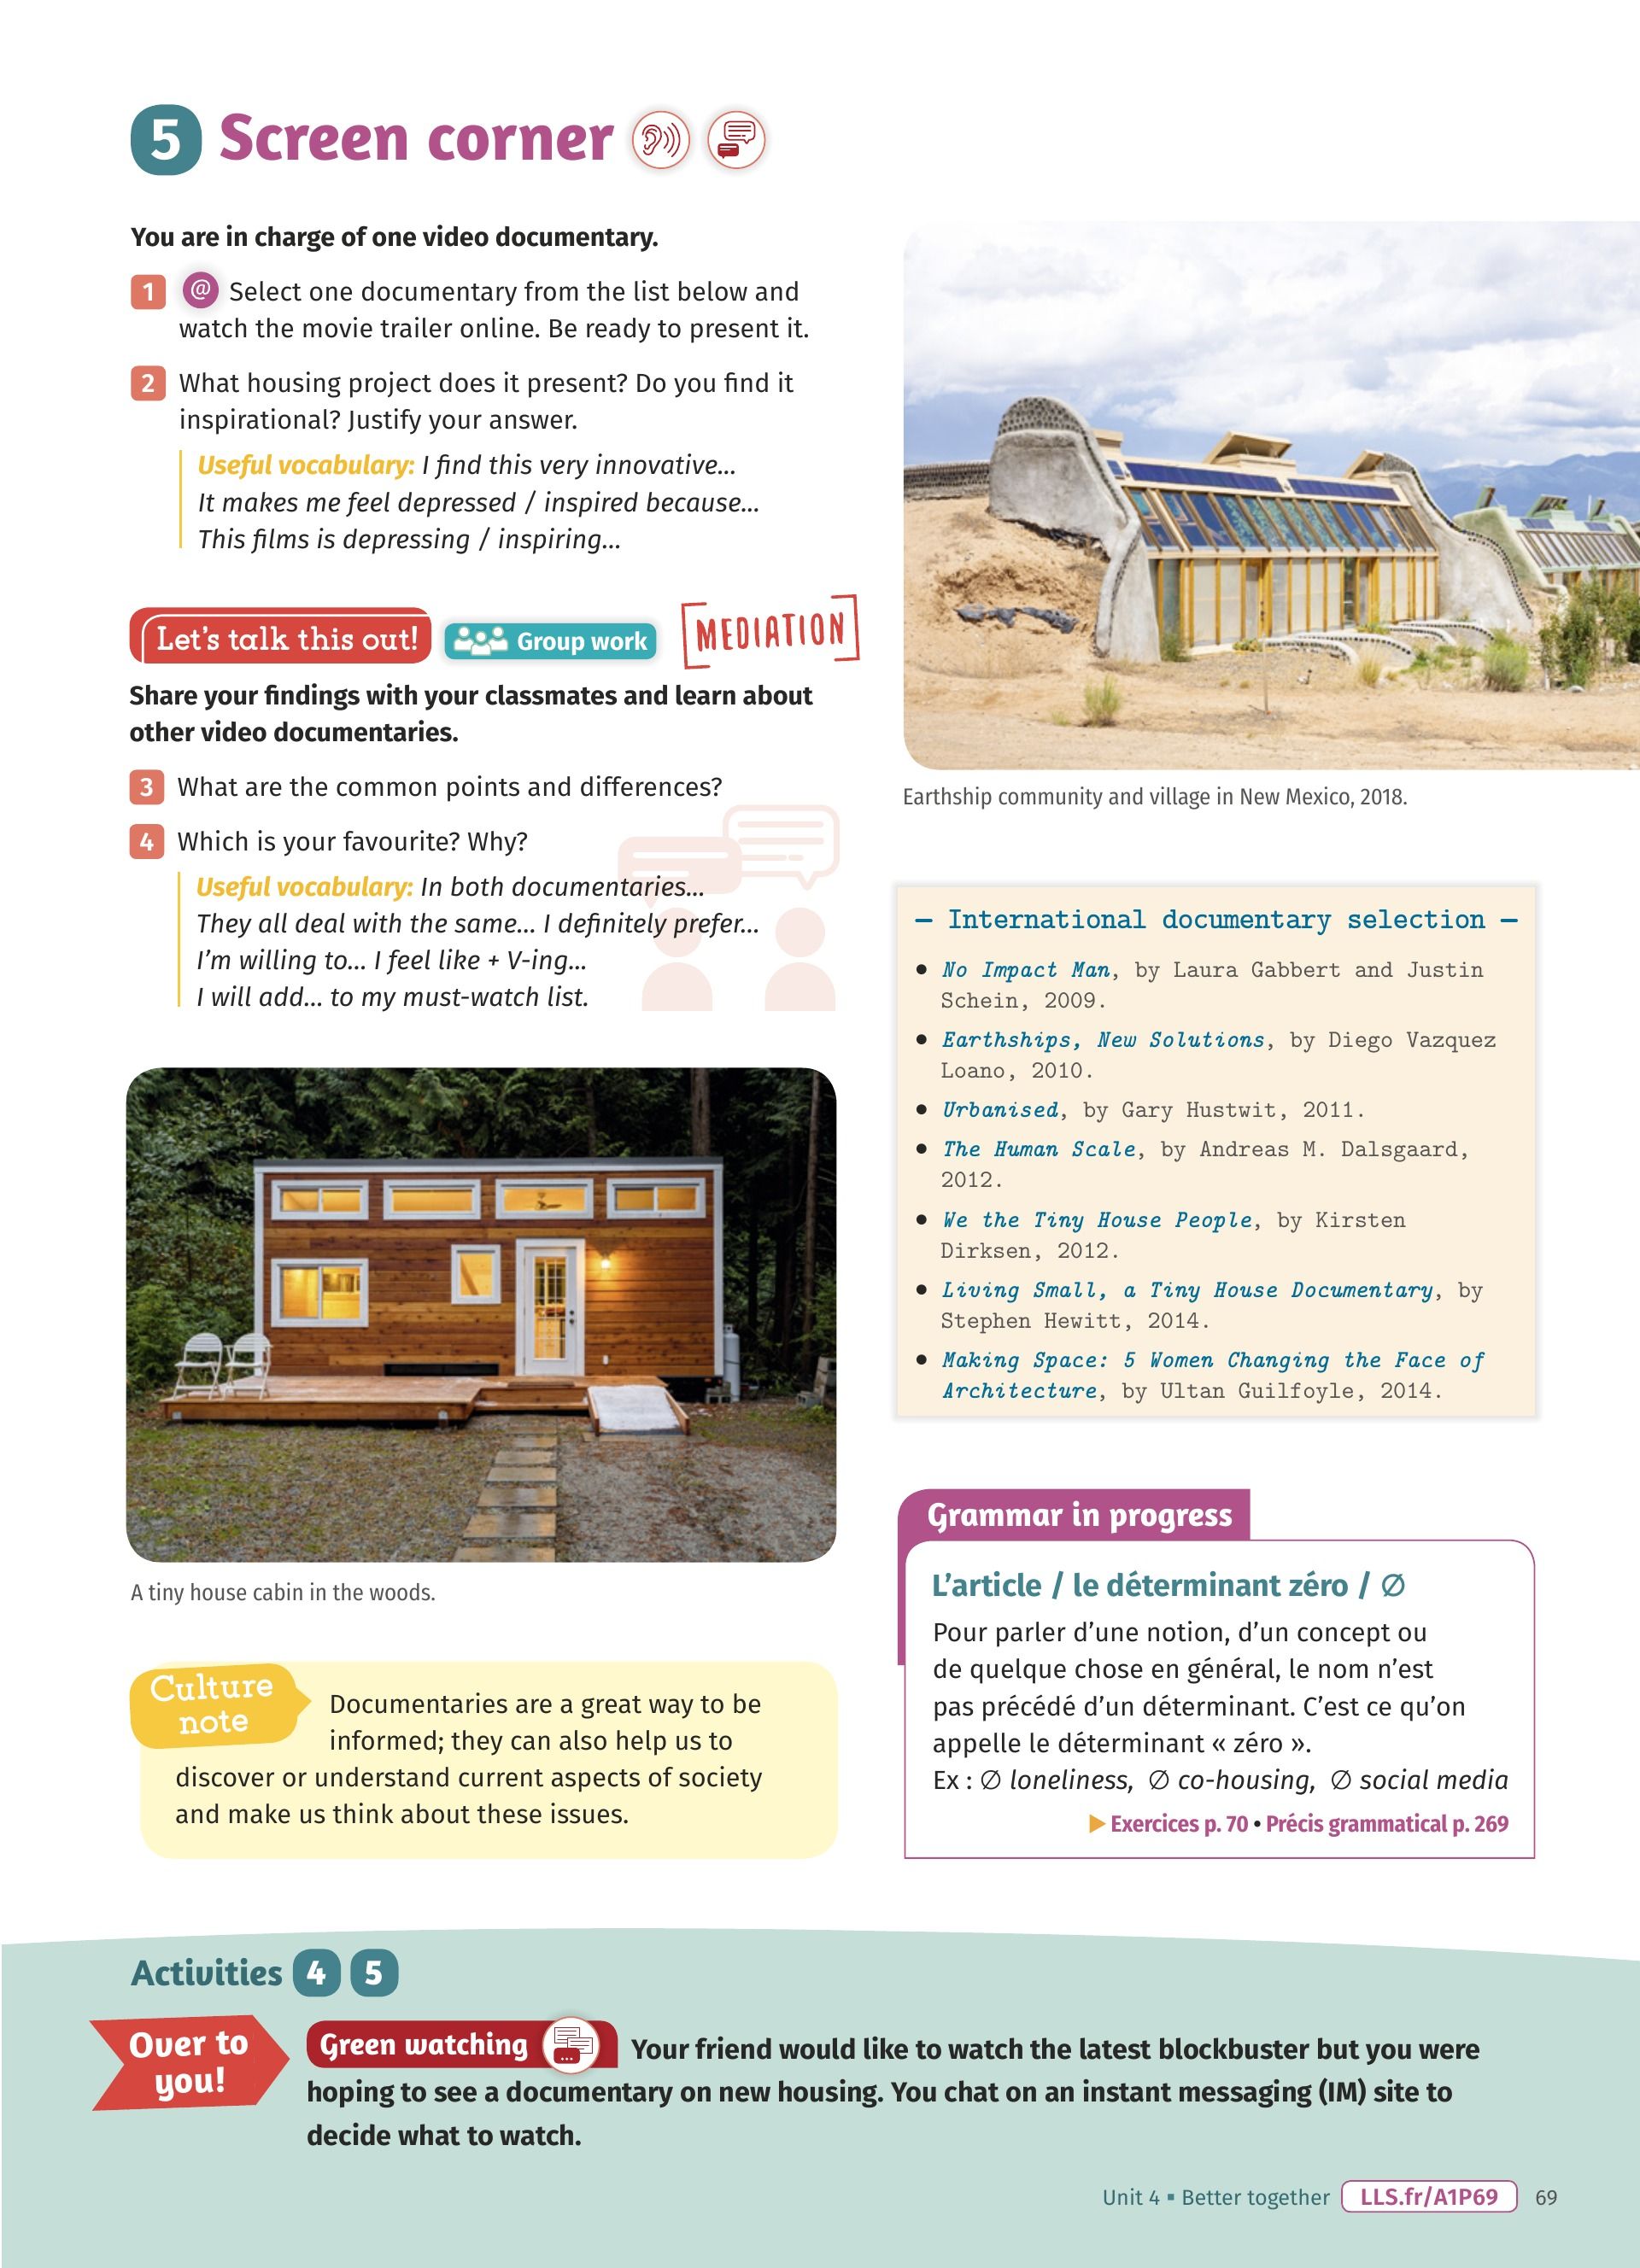 5 Screen corner
You are in charge of one video documentary.
1 @ Select one documentary from the list below and
watch the movie trailer online. Be ready to present it.
2 What housing project does it present? Do you find it
inspirational? Justify your answer.
Useful vocabulary: I find this very innovative...
It makes me feel depressed / inspired because...
This films is depressing / inspiring...
Let's talk this out! Group work MEDIATION
Share your findings with your classmates and learn about
other video documentaries.
3 What are the common points and differences?
4 Which is your favourite? Why?
Useful vocabulary: In both documentaries...
They all deal with the same... I definitely prefer...
I'm willing to... I feel like + V-ing...
I will add... to my must-watch list.
A tiny house cabin in the woods.
Culture
note
Documentaries are a great way to be
informed; they can also help us to
discover or understand current aspects of society
and make us think about these issues.
Earthship community and village in New Mexico, 2018.
— International documentary selection —
• No Impact Man, by Laura Gabbert and Justin
Schein, 2009.
• Earthships, New Solutions, by Diego Vazquez
Loano, 2010.
• Urbanised, by Gary Hustwit, 2011.
• The Human Scale, by Andreas M. Dalsgaard,
2012.
• We the Tiny House People, by Kirsten
Dirksen, 2012.
• Living Small, a Tiny House Documentary, by
Stephen Hewitt, 2014.
• Making Space: 5 Women Changing the Face of
Architecture, by Ultan Guilfoyle, 2014.
Grammar in progress
L'article / le déterminant zéro / ∅
Pour parler d'une notion, d'un concept ou
de quelque chose en général, le nom n'est
pas précédé d'un déterminant. C'est ce qu'on
appelle le déterminant « zéro ».
Ex : ∅ loneliness, ∅ co-housing, ∅ social media
▶ Exercices p. 70 • Précis grammatical p. 269
Activities 4 5
Over to
you!
Green watching Your friend would like to watch the latest blockbuster but you were
hoping to see a documentary on new housing. You chat on an instant messaging (IM) site to
decide what to watch.
Unit 4 ▪ Better together LLS.fr/A1P69 69